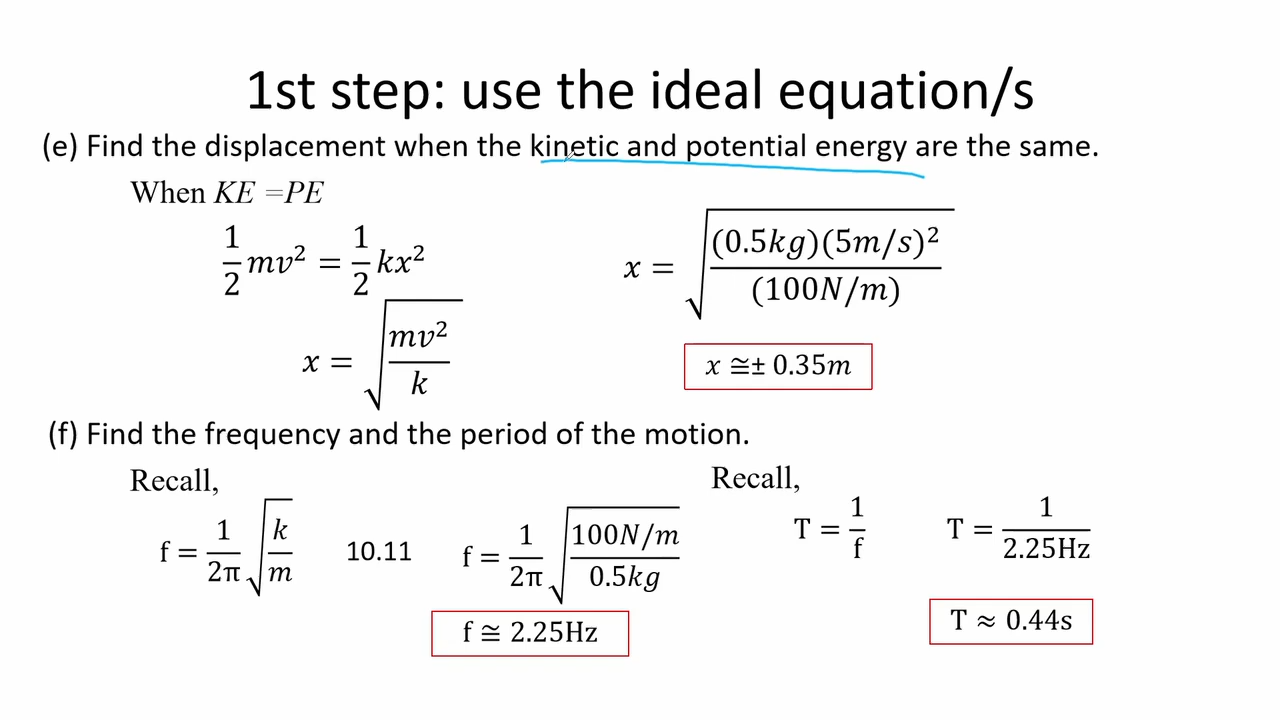 1st step: use the ideal equation/s
(e) Find the displacement when the kinetic and potential energy are the same.
When KE =PE
1/2 mv² = 1/2 kx²
x = √(mv²/k)
x = √((0.5kg)(5m/s)²/(100N/m))
x ≅± 0.35m
(f) Find the frequency and the period of the motion.
Recall,
f = 1/2π √(k/m) 10.11
f = 1/2π √(100N/m/0.5kg)
f ≅ 2.25Hz
Recall,
T = 1/f
T = 1/2.25Hz
T ≈ 0.44s